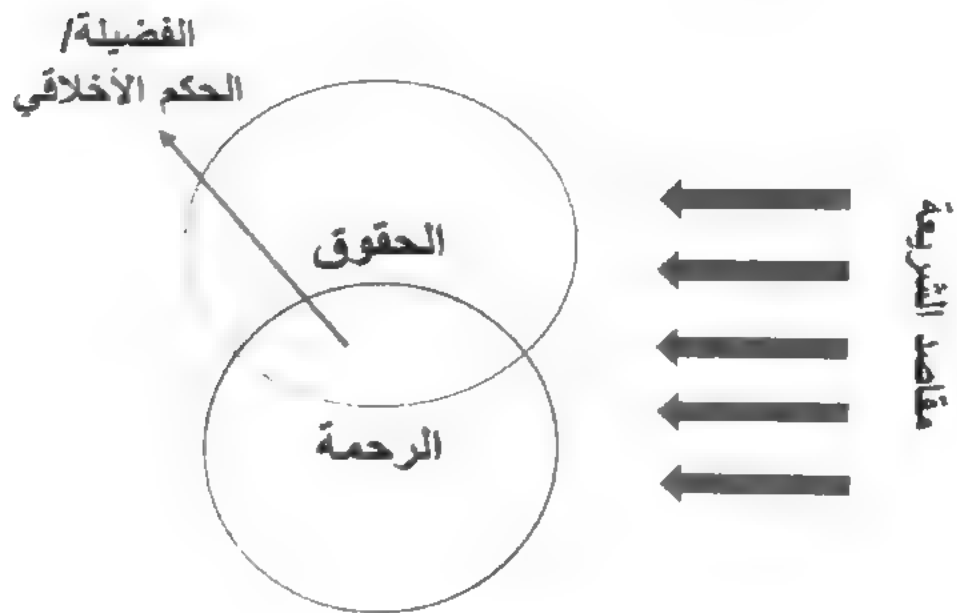 الفضيلة/
الحكم الأخلاقي
الحقوق
الرحمة
مقاصد الشريعة